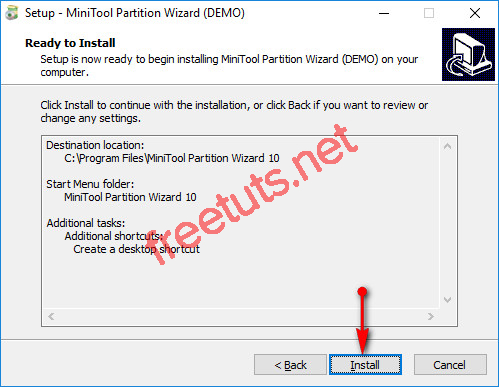 Setup - MiniTool Partition Wizard (DEMO)
Ready to Install
Setup is now ready to begin installing MiniTool Partition Wizard (DEMO) on your
computer.
Click Install to continue with the installation, or click Back if you want to review or
change any settings.
Destination location:
C:\Program Files\MiniTool Partition Wizard 10
Start Menu folder:
MiniTool Partition Wizard 10
Additional tasks:
Additional shortcuts:
Create a desktop shortcut
freetuts.net
< Back
Install
Cancel